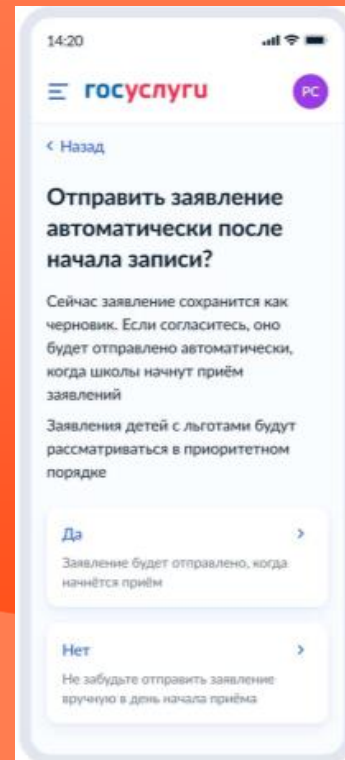 14:20
госуслуги
РС
Назад
Отправить заявление
автоматически после
начала записи?
Сейчас заявление сохранится как
черновик. Если согласитесь, оно
будет отправлено автоматически,
когда школы начнут приём
заявлений
Заявления детей с льготами будут
рассматриваться в приоритетном
порядке
Да
Заявление будет отправлено, когда
начнётся приём
Нет
Не забудьте отправить заявление
вручную в день начала приёма